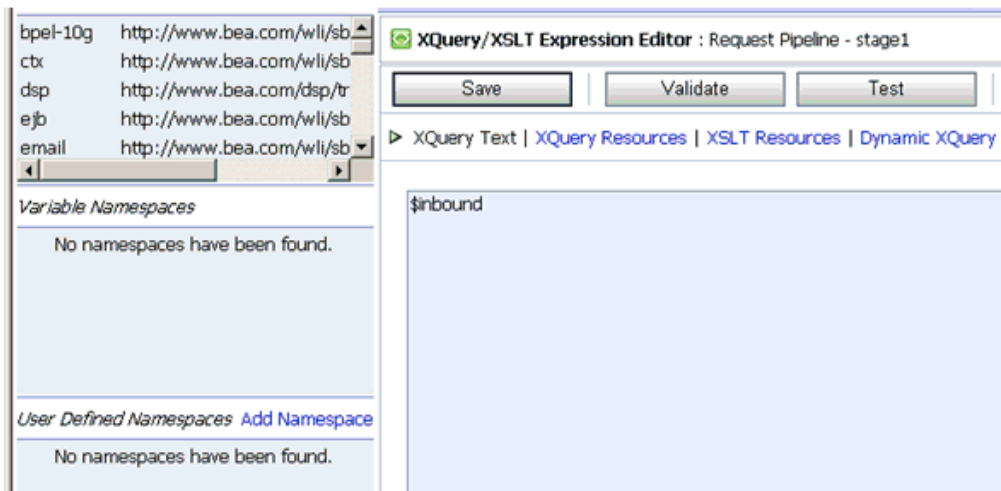 bpel-10g http://www.bea.com/wli/sb
ctx http://www.bea.com/wli/sb
dsp http://www.bea.com/dsp/tr
ejb http://www.bea.com/wli/sb
email http://www.bea.com/wli/sb
Variable Namespaces
No namespaces have been found.
User Defined Namespaces Add Namespace
No namespaces have been found.
XQuery/XSLT Expression Editor : Request Pipeline - stage1
Save Validate Test
XQuery Text | XQuery Resources | XSLT Resources | Dynamic XQuery
$inbound